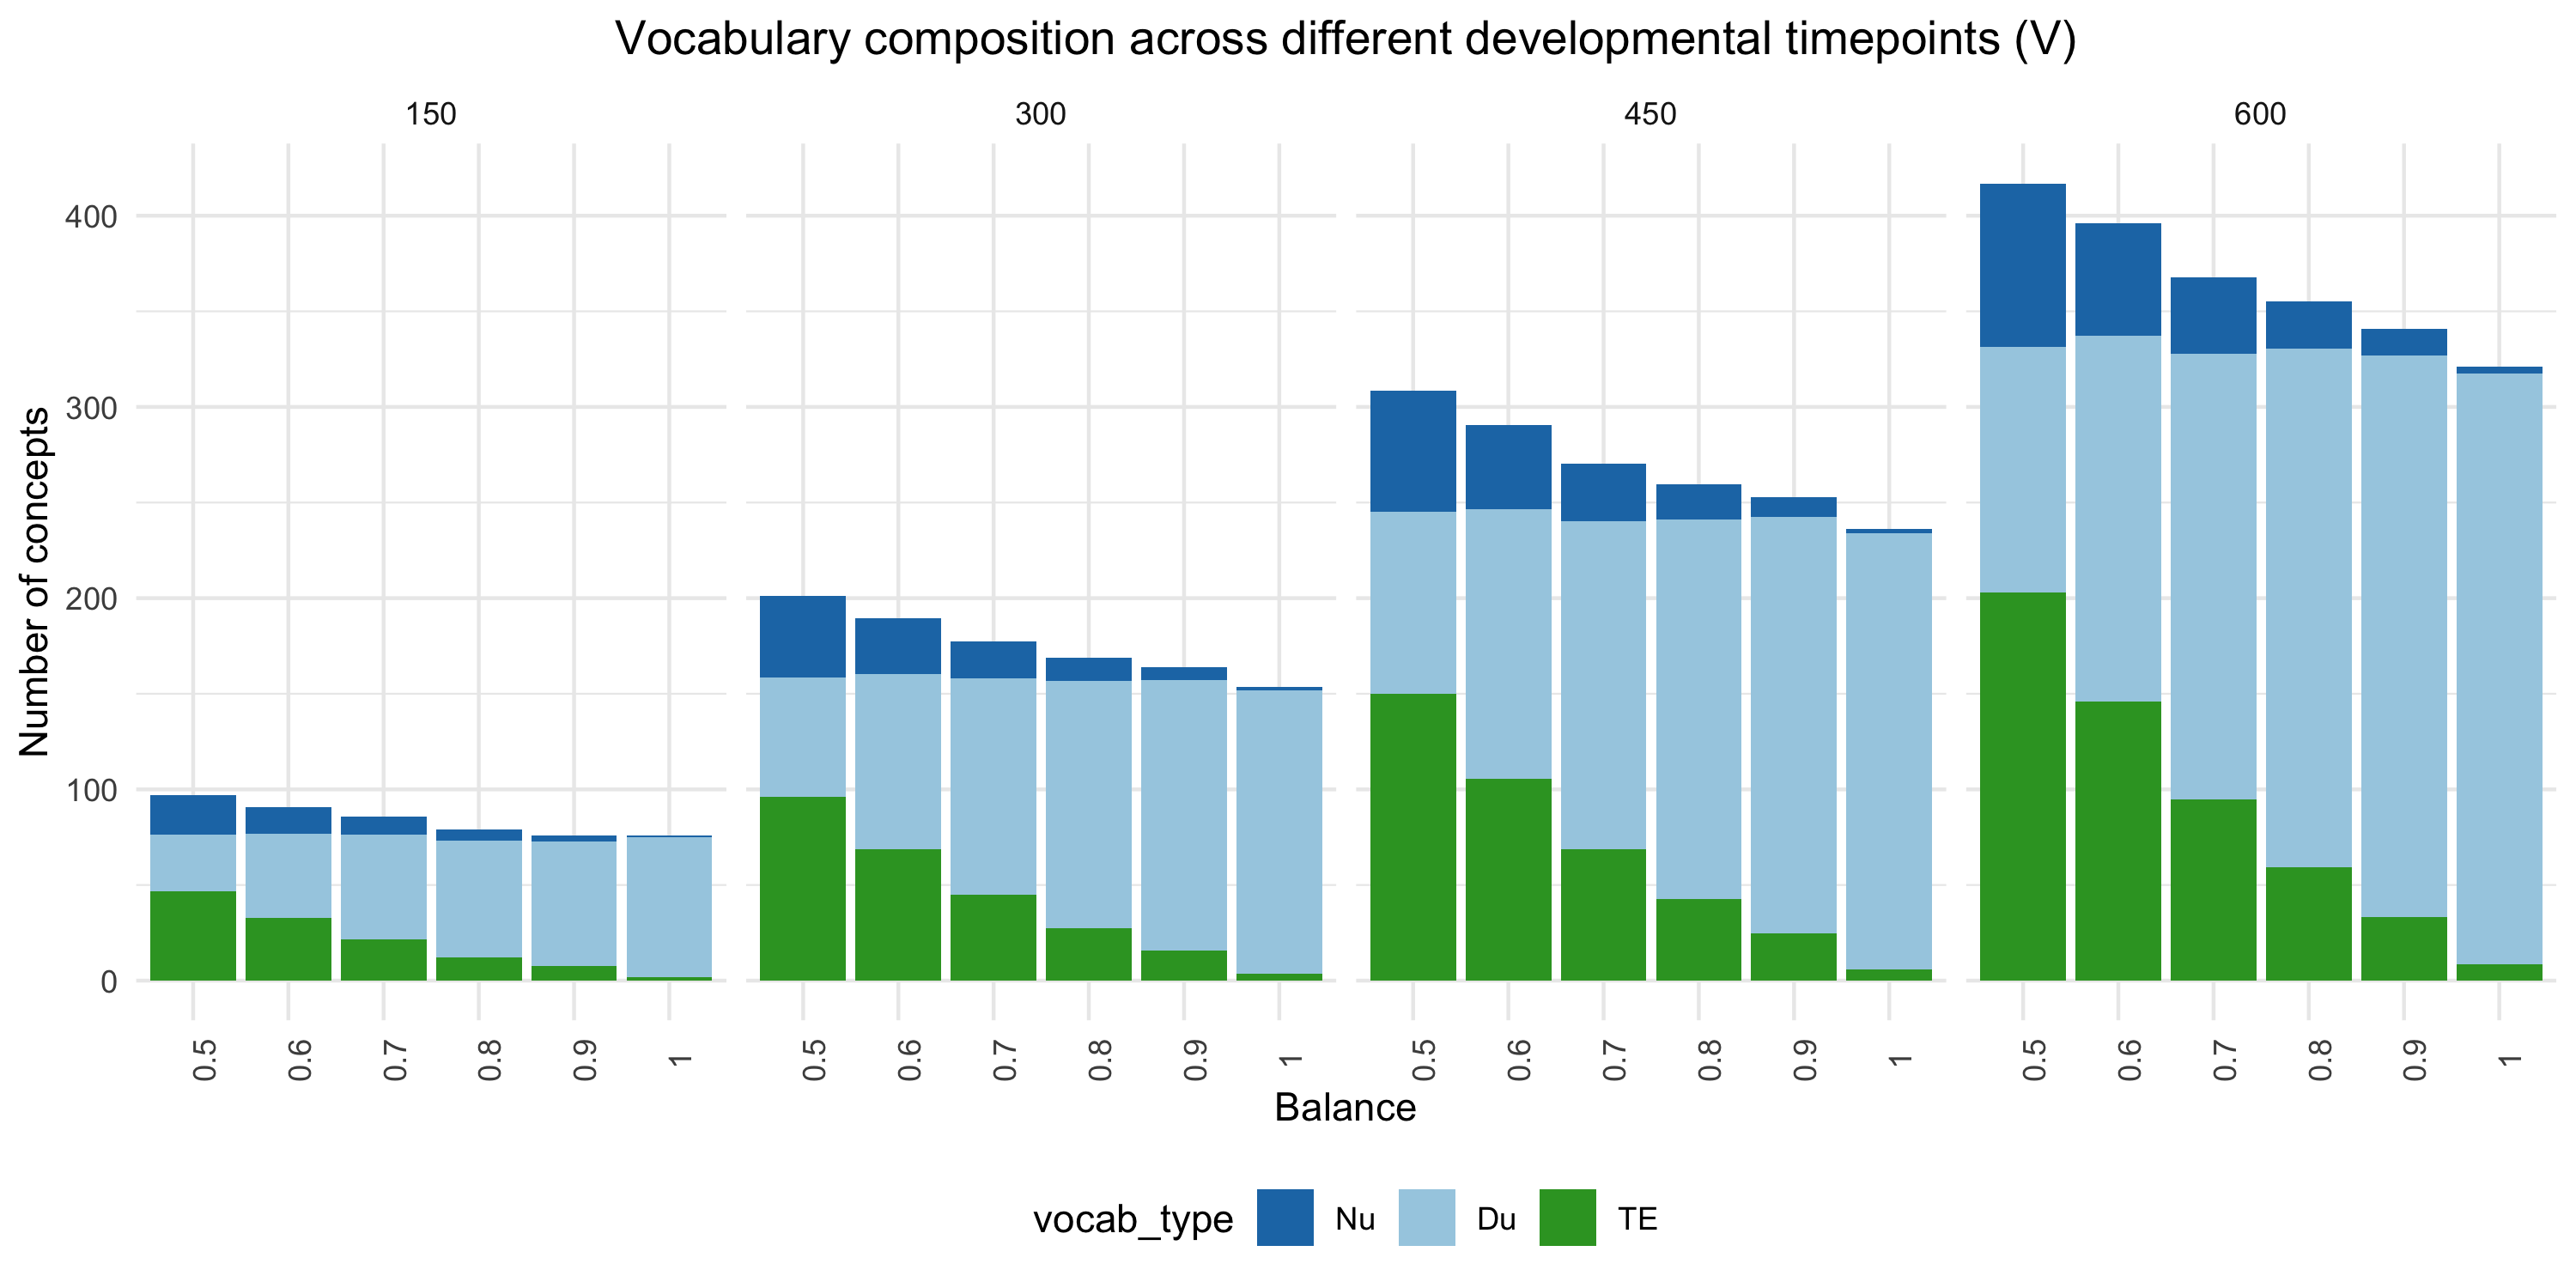 Vocabulary composition across different developmental timepoints (V)
150 300 450 600
Number of concepts
400
300
200
100
0
0.5 0.6 0.7 0.8 0.9 1 0.5 0.6 0.7 0.8 0.9 1 0.5 0.6 0.7 0.8 0.9 1 0.5 0.6 0.7 0.8 0.9 1
Balance
vocab_type Nu Du TE